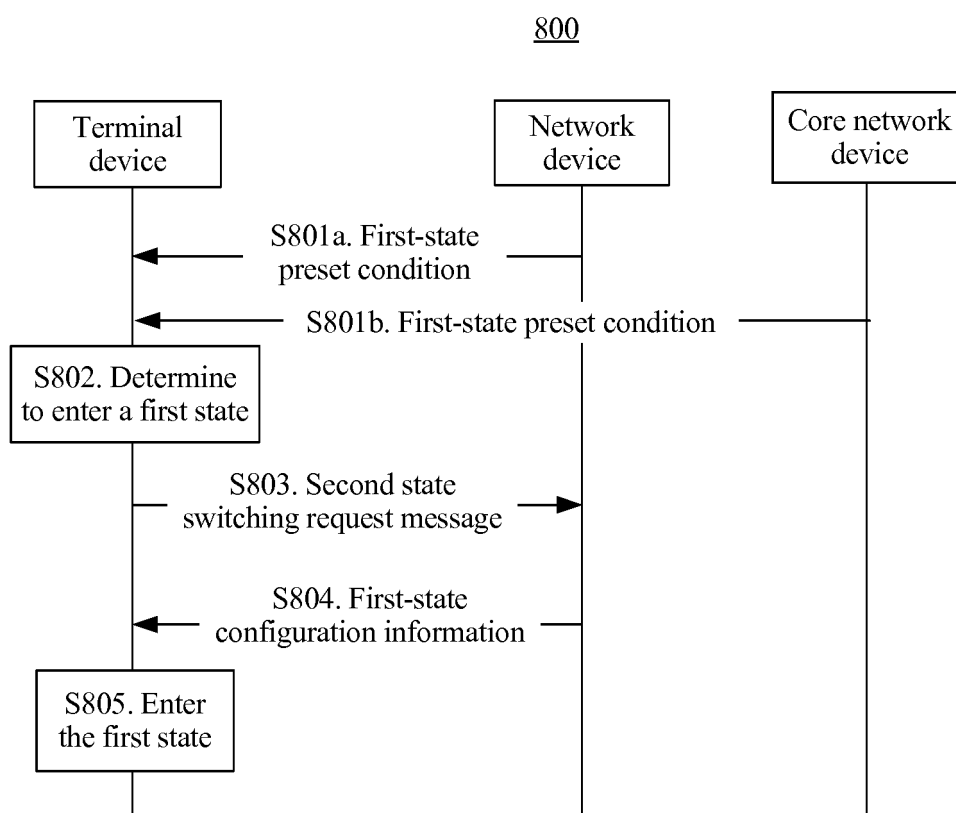 800
Terminal
device
Network
device
Core network
device
S801a. First-state
preset condition
S801b. First-state preset condition
S802. Determine
to enter a first state
S803. Second state
switching request message
S804. First-state
configuration information
S805. Enter
the first state